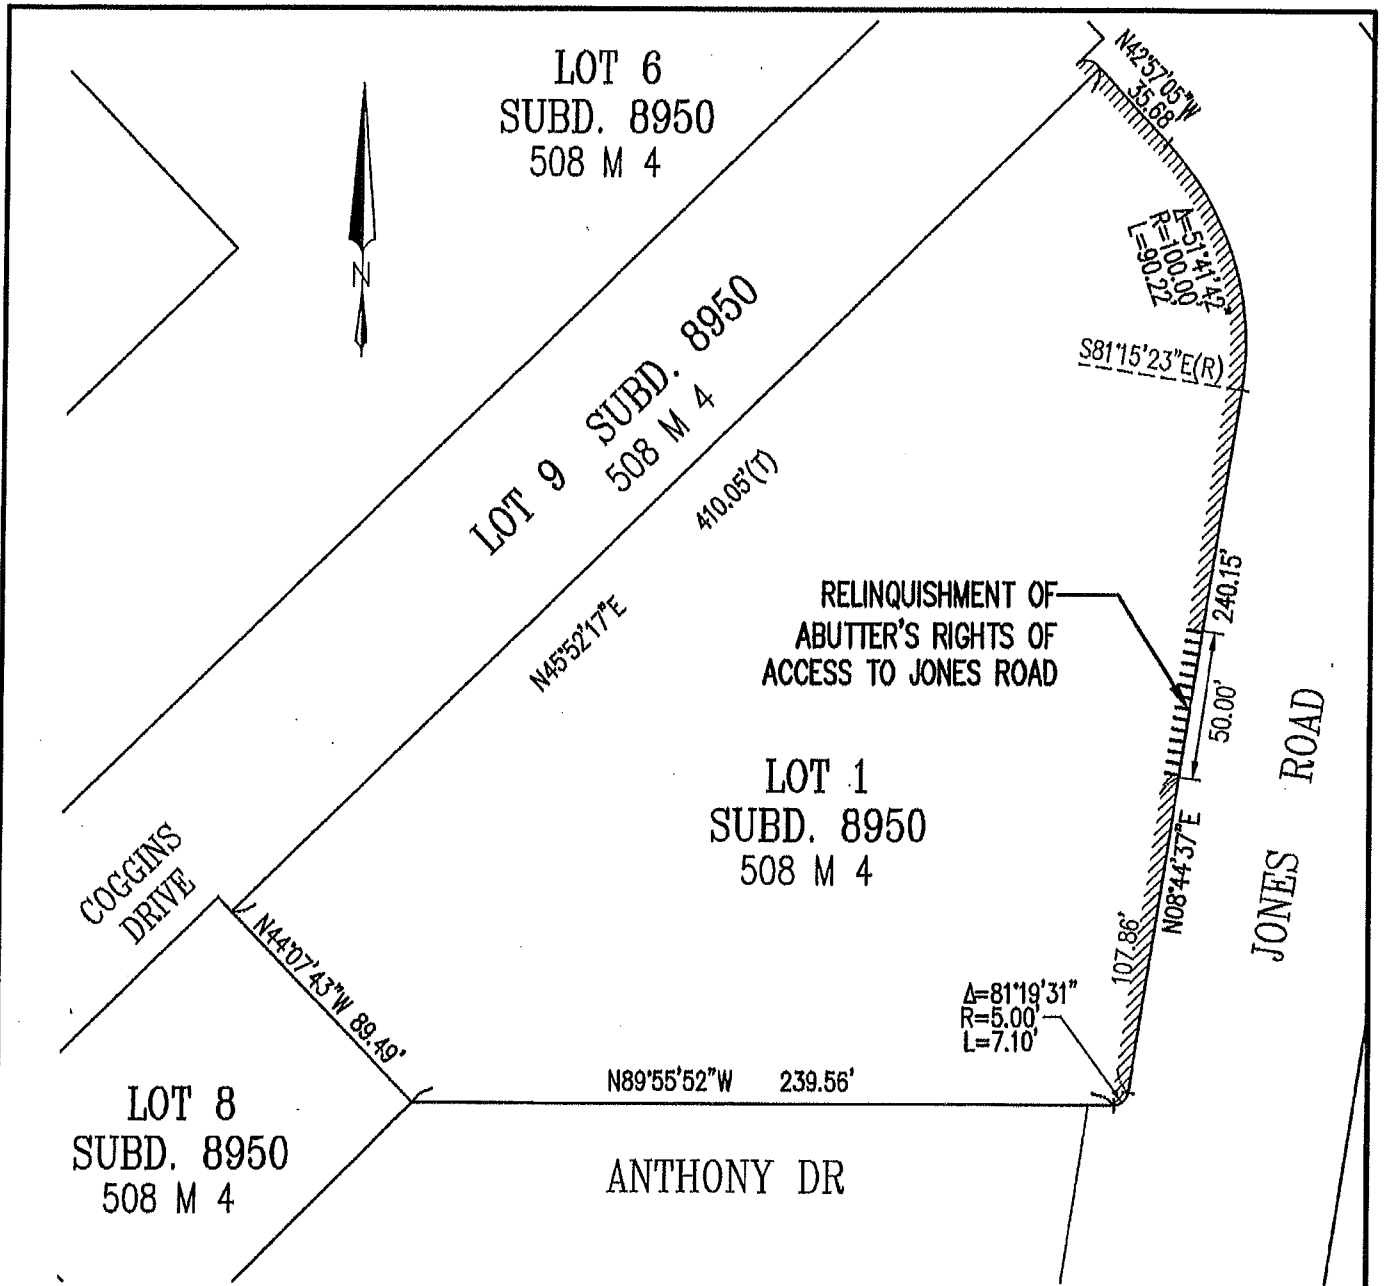 LOT 6
SUBD. 8950
508 M 4
N42°57'05"W
35.68'
N
Δ=51°41'42"
R=100.00'
L=90.22'
S81°15'23"E(R)
LOT 9 SUBD. 8950
508 M 4
410.05'(T)
N45°52'17"E
RELINQUISHMENT OF
ABUTTER'S RIGHTS OF
ACCESS TO JONES ROAD
240.15'
50.00'
JONES ROAD
LOT 1
SUBD. 8950
508 M 4
N08°44'37"E
107.86'
COGGINS
DRIVE
N44°07'43"W 89.49'
Δ=81°19'31"
R=5.00'
L=7.10'
N89°55'52"W 239.56'
LOT 8
SUBD. 8950
508 M 4
ANTHONY DR